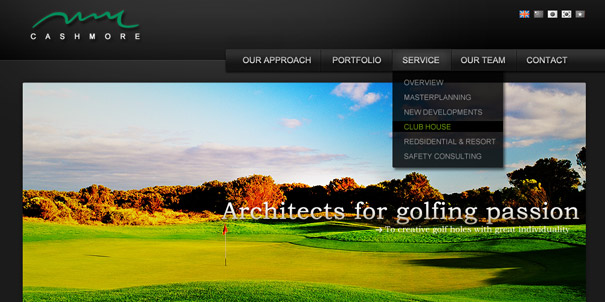 CASHMORE
OUR APPROACH PORTFOLIO SERVICE OUR TEAM CONTACT
OVERVIEW
MASTERPLANNING
NEW DEVELOPMENTS
CLUB HOUSE
REDSIDENTIAL & RESORT
SAFETY CONSULTING
Architects for golfing passion
To creative golf holes with great individuality